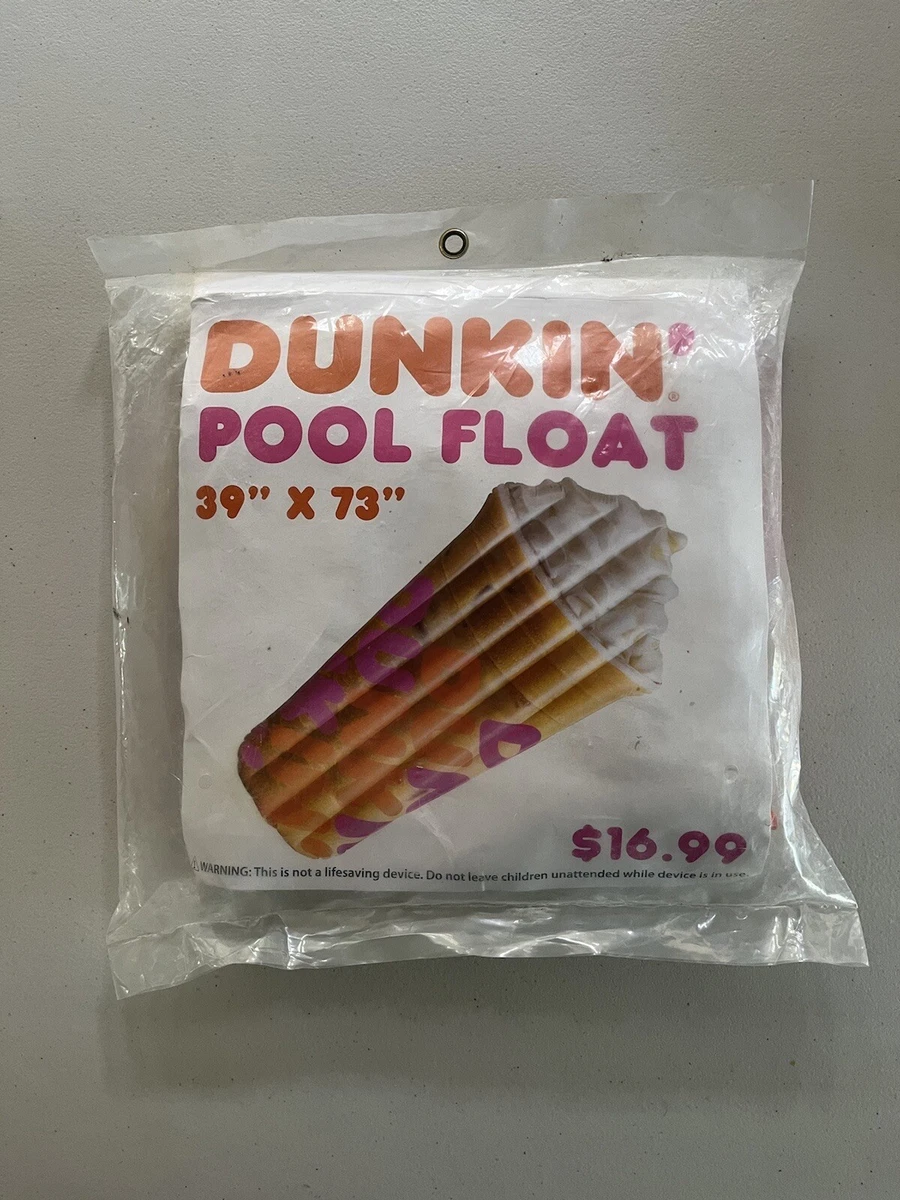 DUNKIN'®
POOL FLOAT
39” X 73”
$16.99
⚠ WARNING: This is not a lifesaving device. Do not leave children unattended while device is in use.